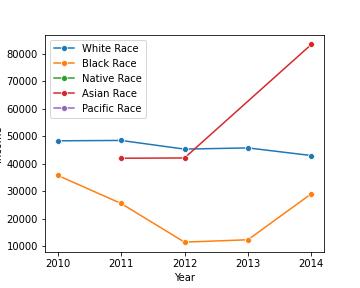 White Race
Black Race
Native Race
Asian Race
Pacific Race
80000
70000
60000
50000
40000
30000
20000
10000
2010 2011 2012 2013 2014
Year